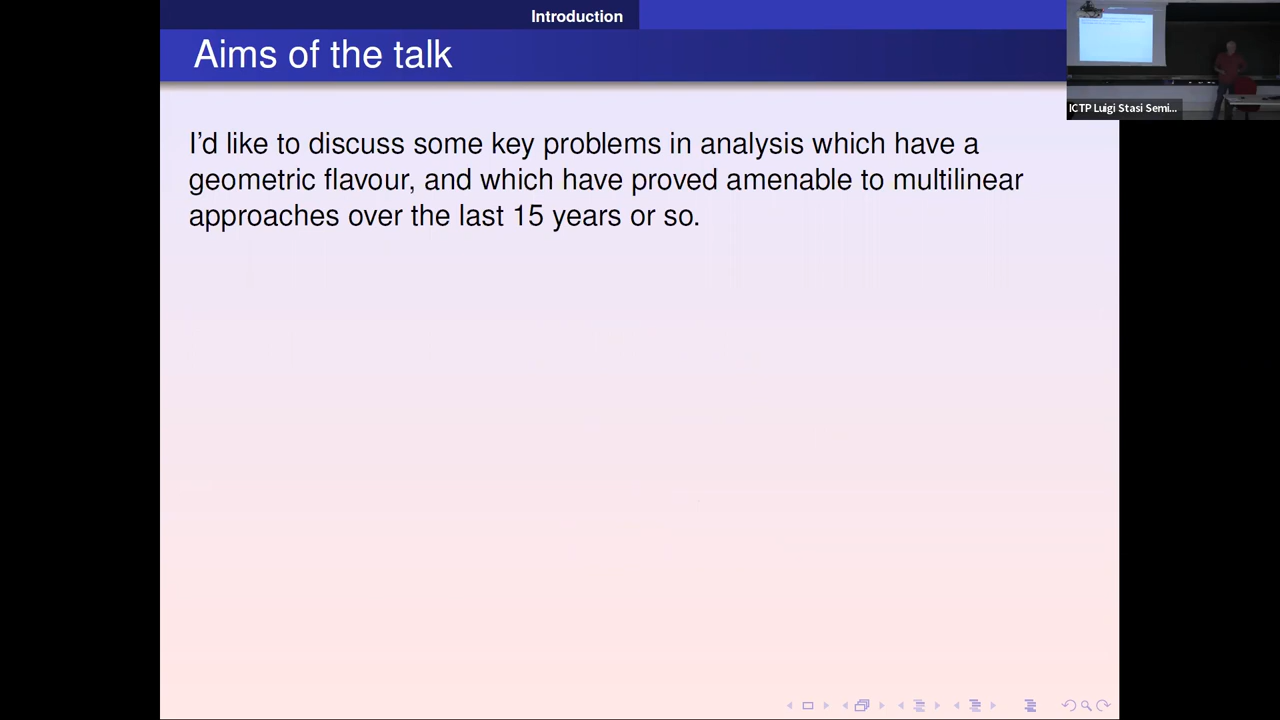 Introduction
Aims of the talk
I'd like to discuss some key problems in analysis which have a
geometric flavour, and which have proved amenable to multilinear
approaches over the last 15 years or so.
ICTP Luigi Stasi Semi...